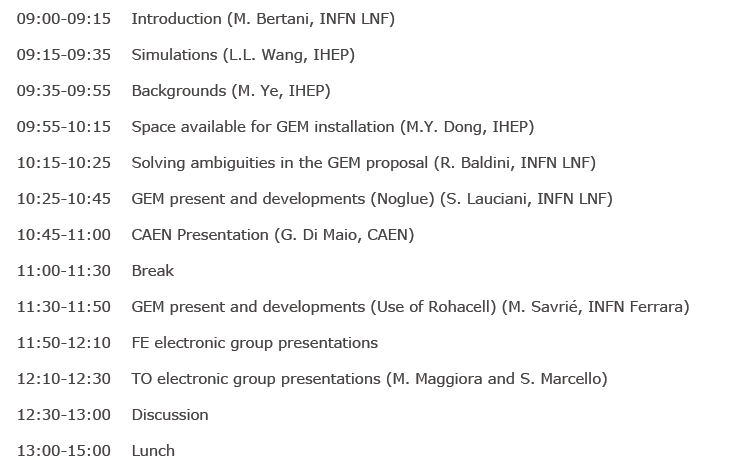 09:00-09:15 Introduction (M. Bertani, INFN LNF)
09:15-09:35 Simulations (L.L. Wang, IHEP)
09:35-09:55 Backgrounds (M. Ye, IHEP)
09:55-10:15 Space available for GEM installation (M.Y. Dong, IHEP)
10:15-10:25 Solving ambiguities in the GEM proposal (R. Baldini, INFN LNF)
10:25-10:45 GEM present and developments (Noglue) (S. Lauciani, INFN LNF)
10:45-11:00 CAEN Presentation (G. Di Maio, CAEN)
11:00-11:30 Break
11:30-11:50 GEM present and developments (Use of Rohacell) (M. Savrié, INFN Ferrara)
11:50-12:10 FE electronic group presentations
12:10-12:30 TO electronic group presentations (M. Maggiora and S. Marcello)
12:30-13:00 Discussion
13:00-15:00 Lunch